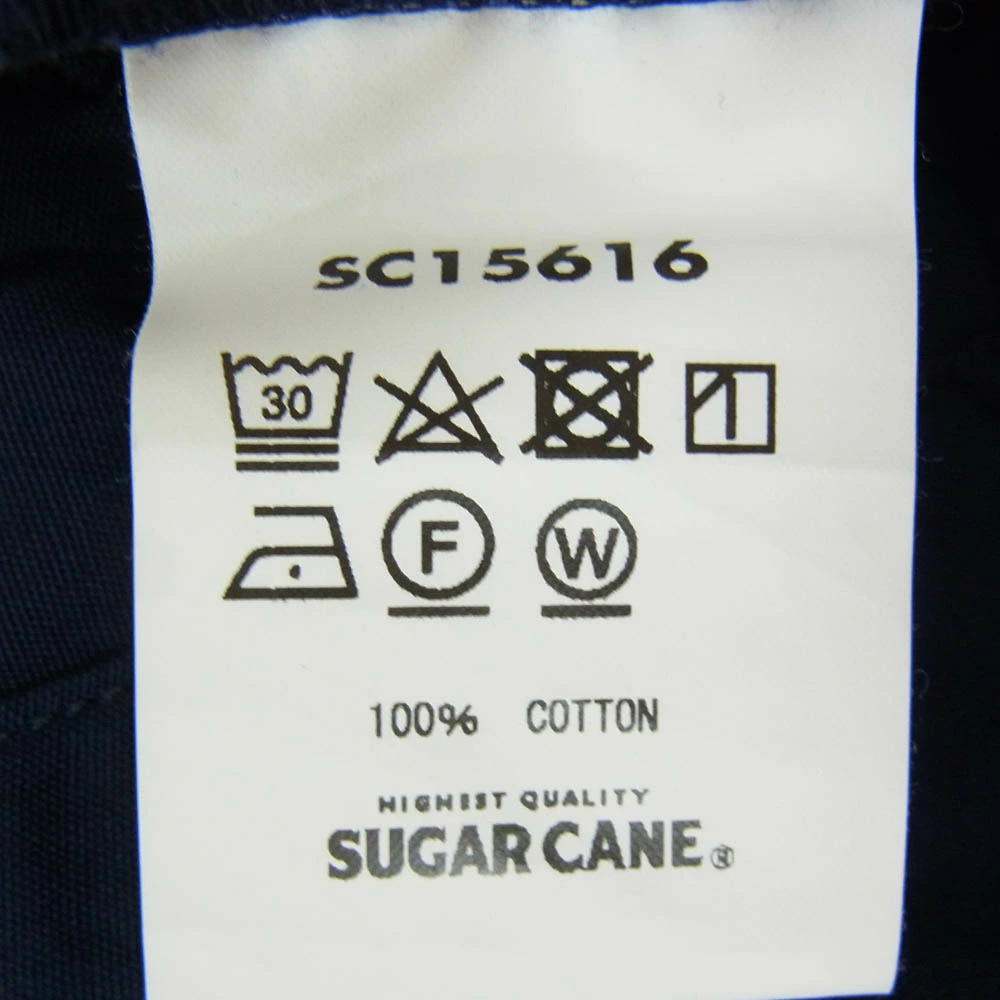 SC15616
30
F W
100% COTTON
HIGHEST QUALITY
SUGAR CANE®